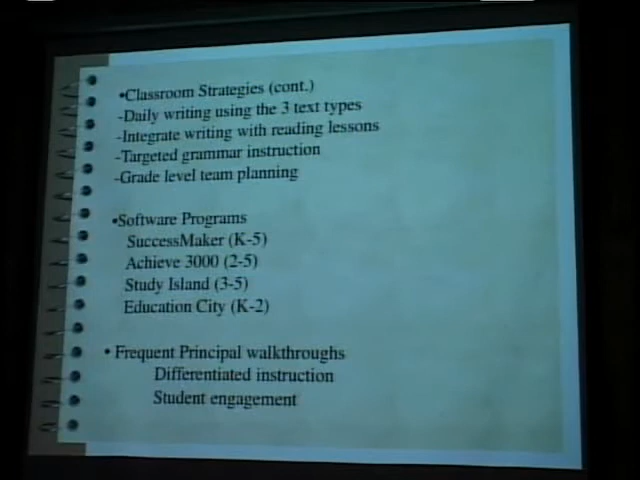 •Classroom Strategies (cont.)
-Daily writing using the 3 text types
-Integrate writing with reading lessons
-Targeted grammar instruction
-Grade level team planning
•Software Programs
SuccessMaker (K-5)
Achieve 3000 (2-5)
Study Island (3-5)
Education City (K-2)
• Frequent Principal walkthroughs
Differentiated instruction
Student engagement